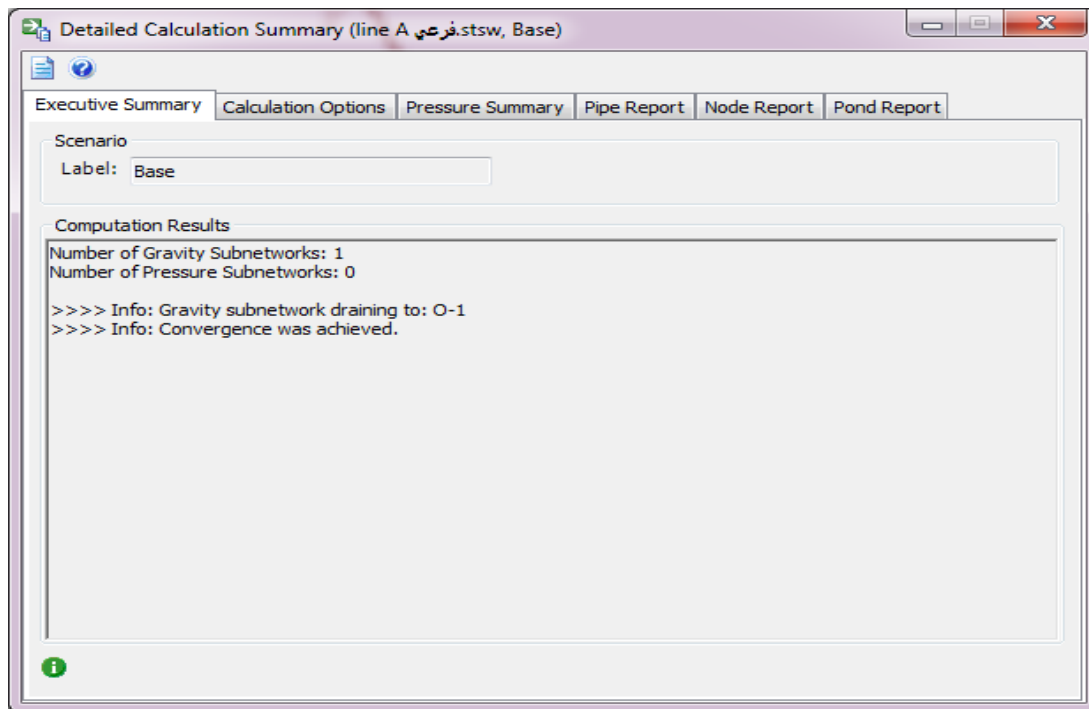 Detailed Calculation Summary (line A فرعي.stsw, Base)
Executive Summary Calculation Options Pressure Summary Pipe Report Node Report Pond Report
Scenario
Label: Base
Computation Results
Number of Gravity Subnetworks: 1
Number of Pressure Subnetworks: 0
>>>> Info: Gravity subnetwork draining to: O-1
>>>> Info: Convergence was achieved.